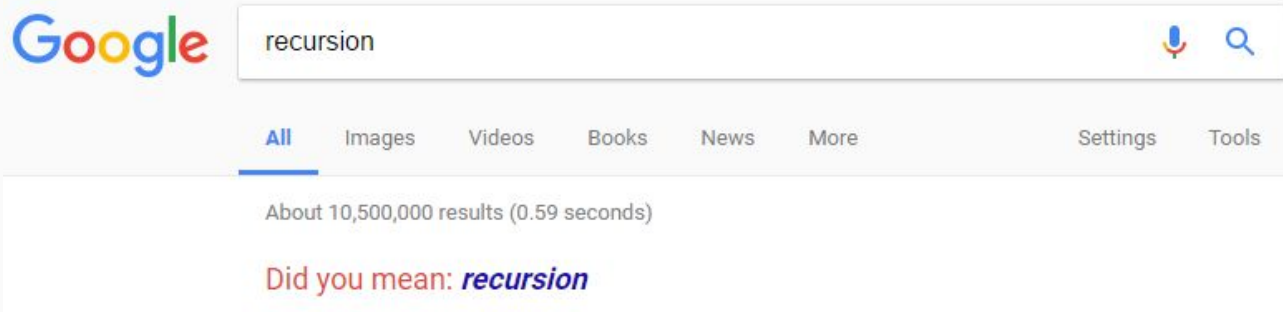 Google recursion
All Images Videos Books News More Settings Tools
About 10,500,000 results (0.59 seconds)
Did you mean: recursion